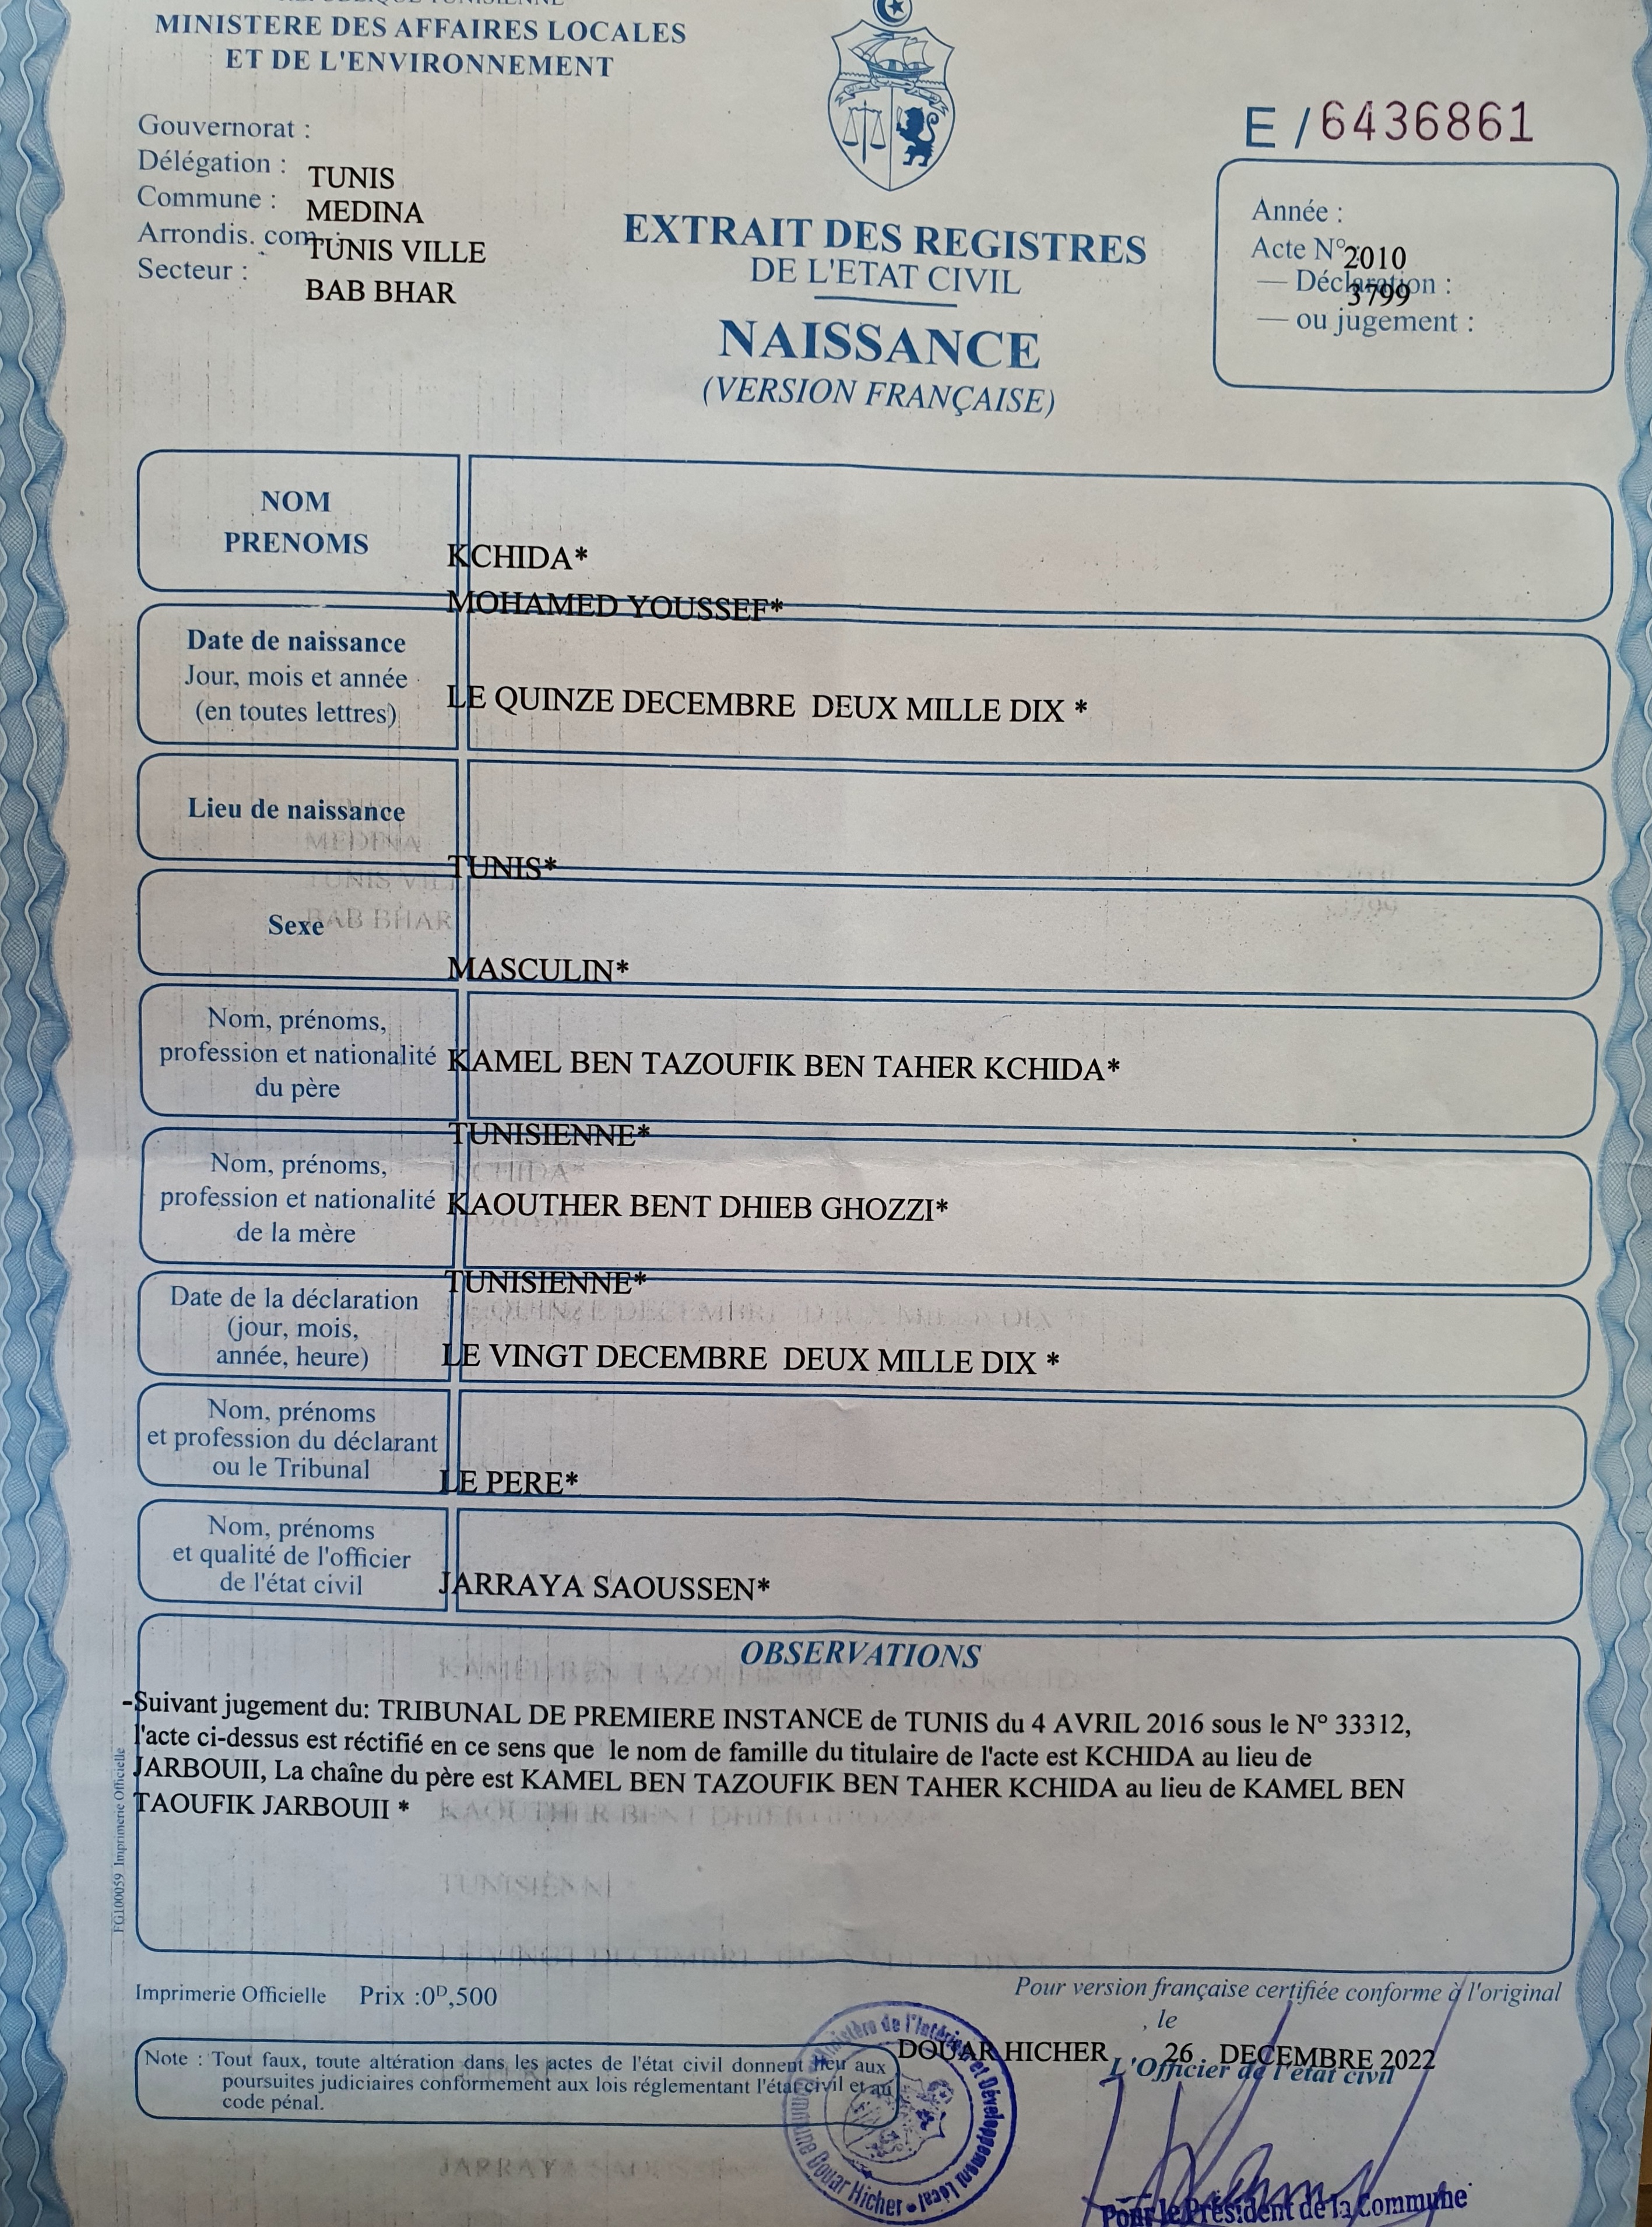 MINISTERE DES AFFAIRES LOCALES
ET DE L'ENVIRONNEMENT
Gouvernorat :
Délégation :
TUNIS
Commune :
MEDINA
Arrondis. com. :
TUNIS VILLE
Secteur :
BAB BHAR
E / 6436861
Année :
Acte N° :
2010
— Déclaration :
3799
— ou jugement :
EXTRAIT DES REGISTRES
DE L'ETAT CIVIL
NAISSANCE
(VERSION FRANÇAISE)
NOM
PRENOMS
KCHIDA*
MOHAMED YOUSSEF*
Date de naissance
Jour, mois et année
(en toutes lettres)
LE QUINZE DECEMBRE DEUX MILLE DIX *
Lieu de naissance
TUNIS*
Sexe
MASCULIN*
Nom, prénoms,
profession et nationalité
du père
KAMEL BEN TAZOUFIK BEN TAHER KCHIDA*
TUNISIENNE*
Nom, prénoms,
profession et nationalité
de la mère
KAOUTHER BENT DHIEB GHOZZI*
TUNISIENNE*
Date de la déclaration
(jour, mois,
année, heure)
LE VINGT DECEMBRE DEUX MILLE DIX *
Nom, prénoms
et profession du déclarant
ou le Tribunal
LE PERE*
Nom, prénoms
et qualité de l'officier
de l'état civil
JARRAYA SAOUSSEN*
OBSERVATIONS
-Suivant jugement du: TRIBUNAL DE PREMIERE INSTANCE de TUNIS du 4 AVRIL 2016 sous le N° 33312,
l'acte ci-dessus est réctifié en ce sens que le nom de famille du titulaire de l'acte est KCHIDA au lieu de
JARBOUII, La chaîne du père est KAMEL BEN TAZOUFIK BEN TAHER KCHIDA au lieu de KAMEL BEN
TAOUFIK JARBOUII *
FG100059 Imprimerie Officielle
Imprimerie Officielle Prix :0D,500
Pour version française certifiée conforme à l'original
, le
DOUAR HICHER 26 DECEMBRE 2022
L'Officier de l'état civil
Note : Tout faux, toute altération dans les actes de l'état civil donnent lieu aux
poursuites judiciaires conformement aux lois réglementant l'état civil et au
code pénal.
Ministère de l'Intérieur et Développement Local
Commune Douar Hicher
Pour le Président de la Commune